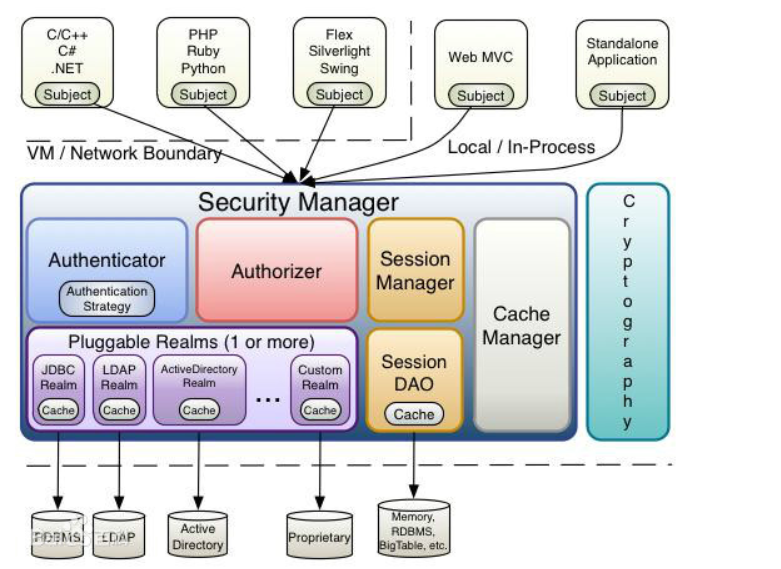 C/C++
C#
.NET
Subject
PHP
Ruby
Python
Subject
Flex
Silverlight
Swing
Subject
Web MVC
Subject
Standalone
Application
Subject
VM / Network Boundary
Local / In-Process
Security Manager
Authenticator
Authentication
Strategy
Authorizer
Session
Manager
Cache
Manager
Cryptography
Pluggable Realms (1 or more)
JDBC
Realm
Cache
LDAP
Realm
Cache
ActiveDirectory
Realm
Cache
...
Custom
Realm
Cache
Session
DAO
Cache
RDBMS
LDAP
Active
Directory
Proprietary
Memory,
RDBMS,
BigTable, etc.